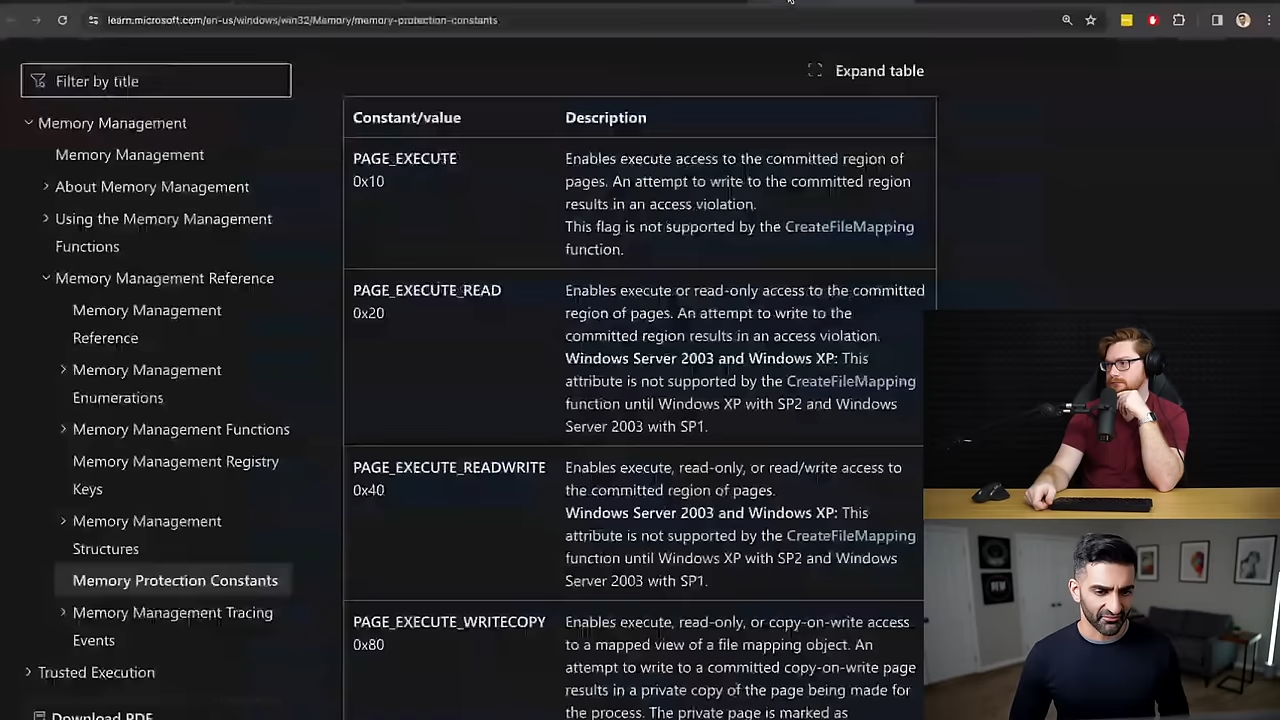 learn.microsoft.com/en-us/windows/win32/Memory/memory-protection-constants
Filter by title
Memory Management
Memory Management
About Memory Management
Using the Memory Management
Functions
Memory Management Reference
Memory Management
Reference
Memory Management
Enumerations
Memory Management Functions
Memory Management Registry
Keys
Memory Management
Structures
Memory Protection Constants
Memory Management Tracing
Events
Trusted Execution
Download PDF
Expand table
Constant/value Description
PAGE_EXECUTE
0x10
Enables execute access to the committed region of
pages. An attempt to write to the committed region
results in an access violation.
This flag is not supported by the CreateFileMapping
function.
PAGE_EXECUTE_READ
0x20
Enables execute or read-only access to the committed
region of pages. An attempt to write to the
committed region results in an access violation.
Windows Server 2003 and Windows XP: This
attribute is not supported by the CreateFileMapping
function until Windows XP with SP2 and Windows
Server 2003 with SP1.
PAGE_EXECUTE_READWRITE
0x40
Enables execute, read-only, or read/write access to
the committed region of pages.
Windows Server 2003 and Windows XP: This
attribute is not supported by the CreateFileMapping
function until Windows XP with SP2 and Windows
Server 2003 with SP1.
PAGE_EXECUTE_WRITECOPY
0x80
Enables execute, read-only, or copy-on-write access
to a mapped view of a file mapping object. An
attempt to write to a committed copy-on-write page
results in a private copy of the page being made for
the process. The private page is marked as